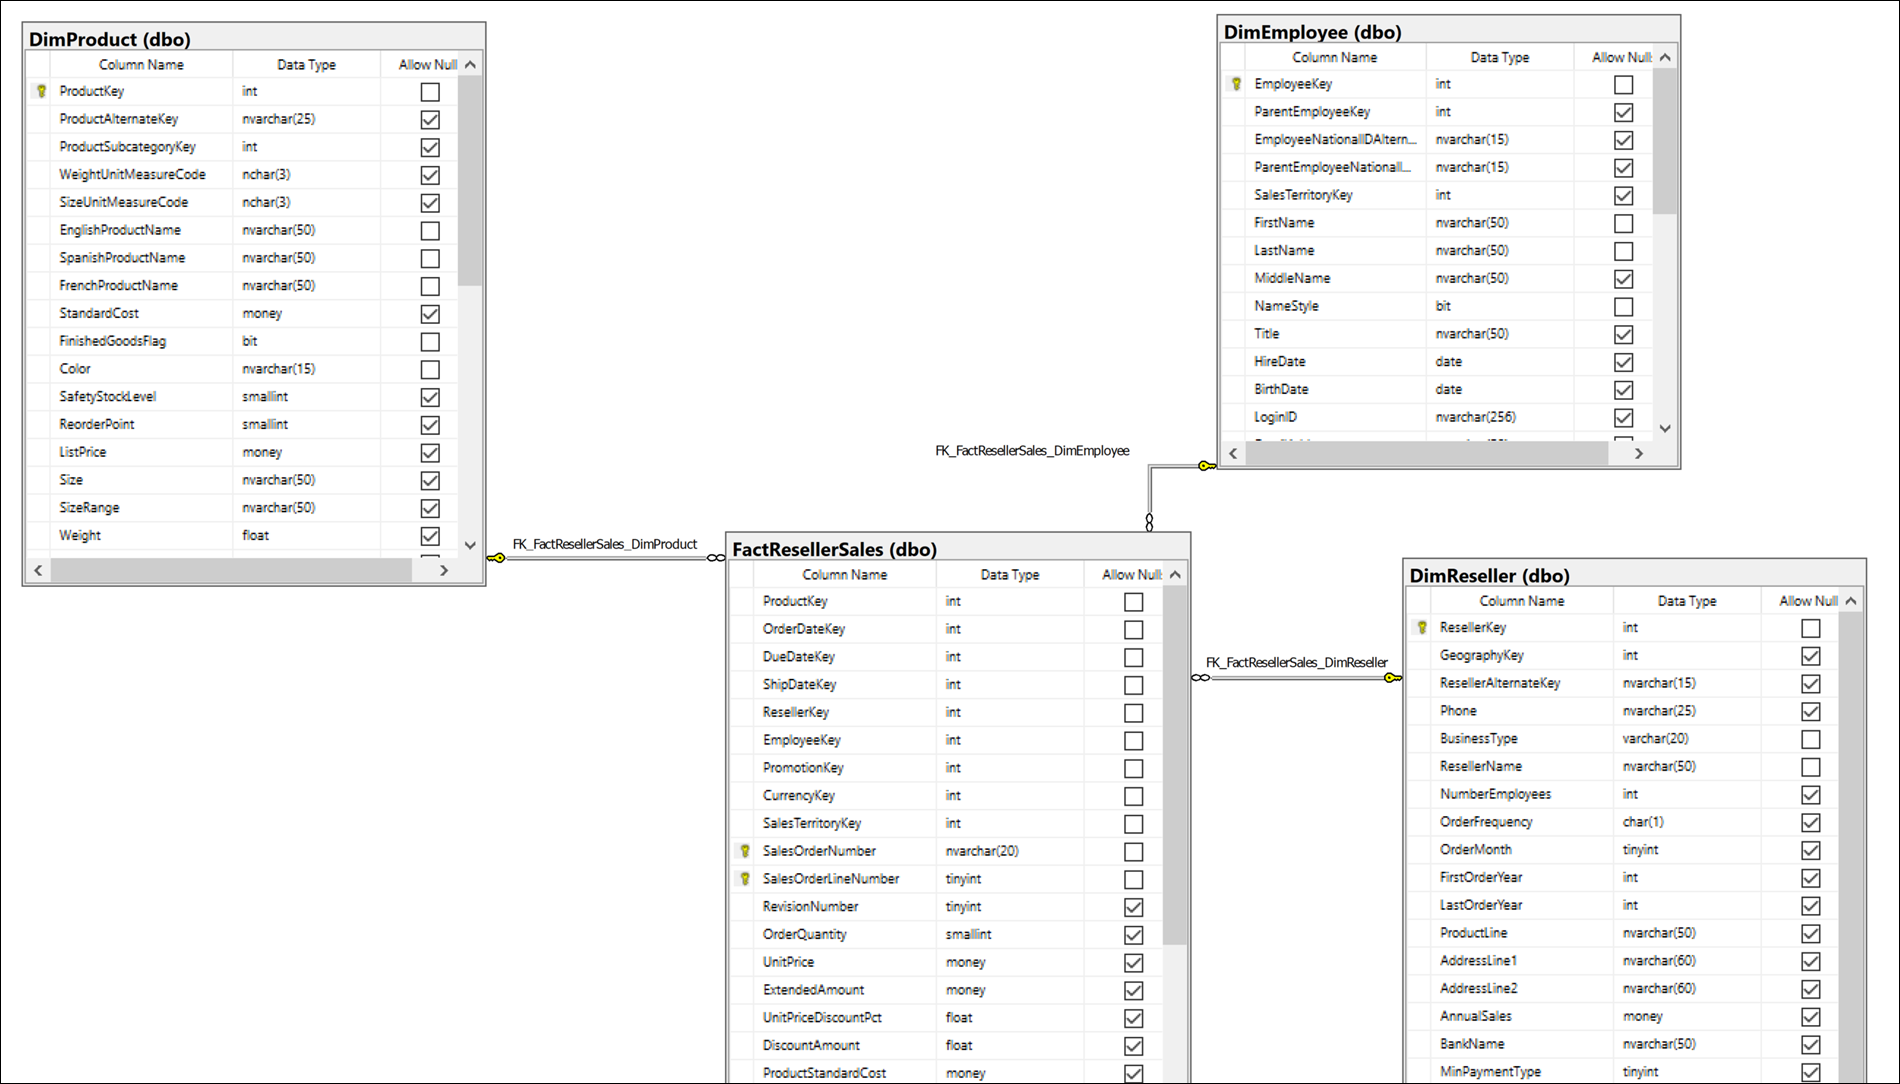 DimProduct (dbo)
Column Name Data Type Allow Null
ProductKey int
ProductAlternateKey nvarchar(25)
ProductSubcategoryKey int
WeightUnitMeasureCode nchar(3)
SizeUnitMeasureCode nchar(3)
EnglishProductName nvarchar(50)
SpanishProductName nvarchar(50)
FrenchProductName nvarchar(50)
StandardCost money
FinishedGoodsFlag bit
Color nvarchar(15)
SafetyStockLevel smallint
ReorderPoint smallint
ListPrice money
Size nvarchar(50)
SizeRange nvarchar(50)
Weight float
DimEmployee (dbo)
Column Name Data Type Allow Null
EmployeeKey int
ParentEmployeeKey int
EmployeeNationalIDAltern... nvarchar(15)
ParentEmployeeNationalI... nvarchar(15)
SalesTerritoryKey int
FirstName nvarchar(50)
LastName nvarchar(50)
MiddleName nvarchar(50)
NameStyle bit
Title nvarchar(50)
HireDate date
BirthDate date
LoginID nvarchar(256)
FK_FactResellerSales_DimEmployee
FK_FactResellerSales_DimProduct
FactResellerSales (dbo)
Column Name Data Type Allow Null
ProductKey int
OrderDateKey int
DueDateKey int
ShipDateKey int
ResellerKey int
EmployeeKey int
PromotionKey int
CurrencyKey int
SalesTerritoryKey int
SalesOrderNumber nvarchar(20)
SalesOrderLineNumber tinyint
RevisionNumber tinyint
OrderQuantity smallint
UnitPrice money
ExtendedAmount money
UnitPriceDiscountPct float
DiscountAmount float
ProductStandardCost money
FK_FactResellerSales_DimReseller
DimReseller (dbo)
Column Name Data Type Allow Null
ResellerKey int
GeographyKey int
ResellerAlternateKey nvarchar(15)
Phone nvarchar(25)
BusinessType varchar(20)
ResellerName nvarchar(50)
NumberEmployees int
OrderFrequency char(1)
OrderMonth tinyint
FirstOrderYear int
LastOrderYear int
ProductLine nvarchar(50)
AddressLine1 nvarchar(60)
AddressLine2 nvarchar(60)
AnnualSales money
BankName nvarchar(50)
MinPaymentType tinyint